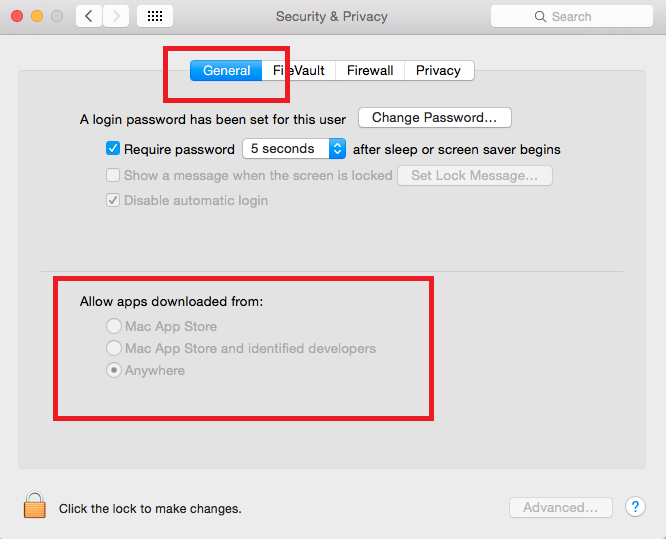 Security & Privacy
Search
General FileVault Firewall Privacy
A login password has been set for this user Change Password...
Require password 5 seconds after sleep or screen saver begins
Show a message when the screen is locked Set Lock Message...
Disable automatic login
Allow apps downloaded from:
Mac App Store
Mac App Store and identified developers
Anywhere
Click the lock to make changes.
Advanced...
?